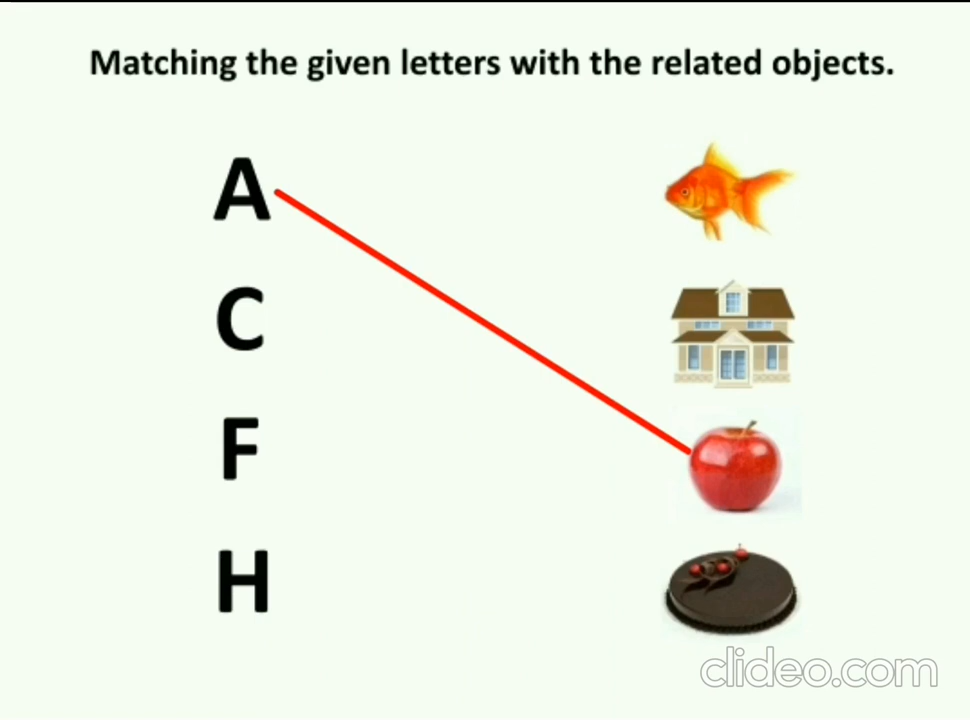 Matching the given letters with the related objects.
A
C
F
H
clideo.com